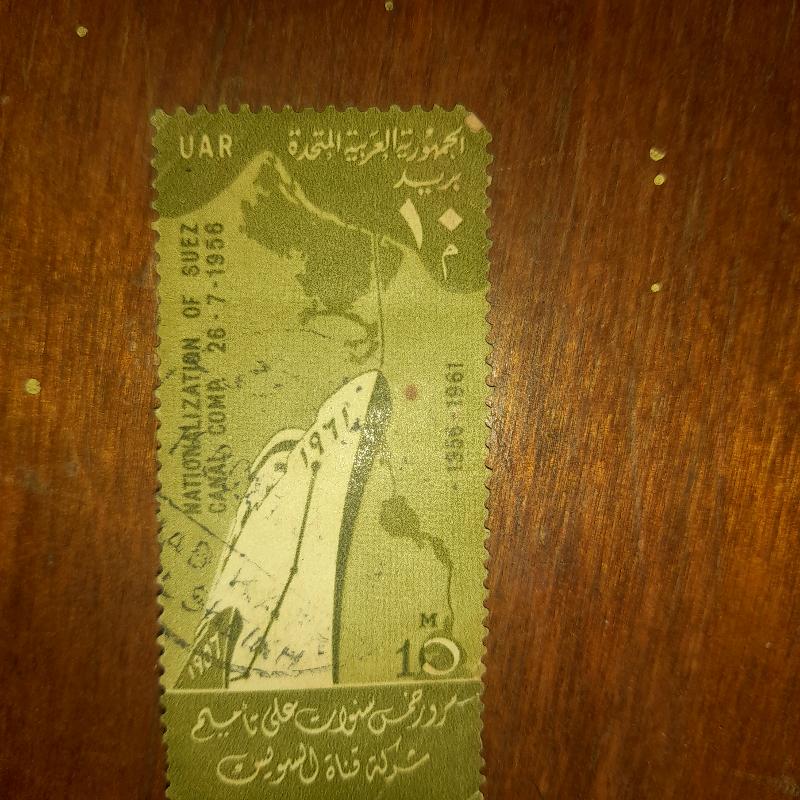 UAR
الجمهورية العربية المتحدة
بريد
١٠
م
NATIONALIZATION OF SUEZ
CANAL COMP. 26-7-1956
1956-1961
M
10
مرور خمس سنوات على تأميم
شركة قناة السويس